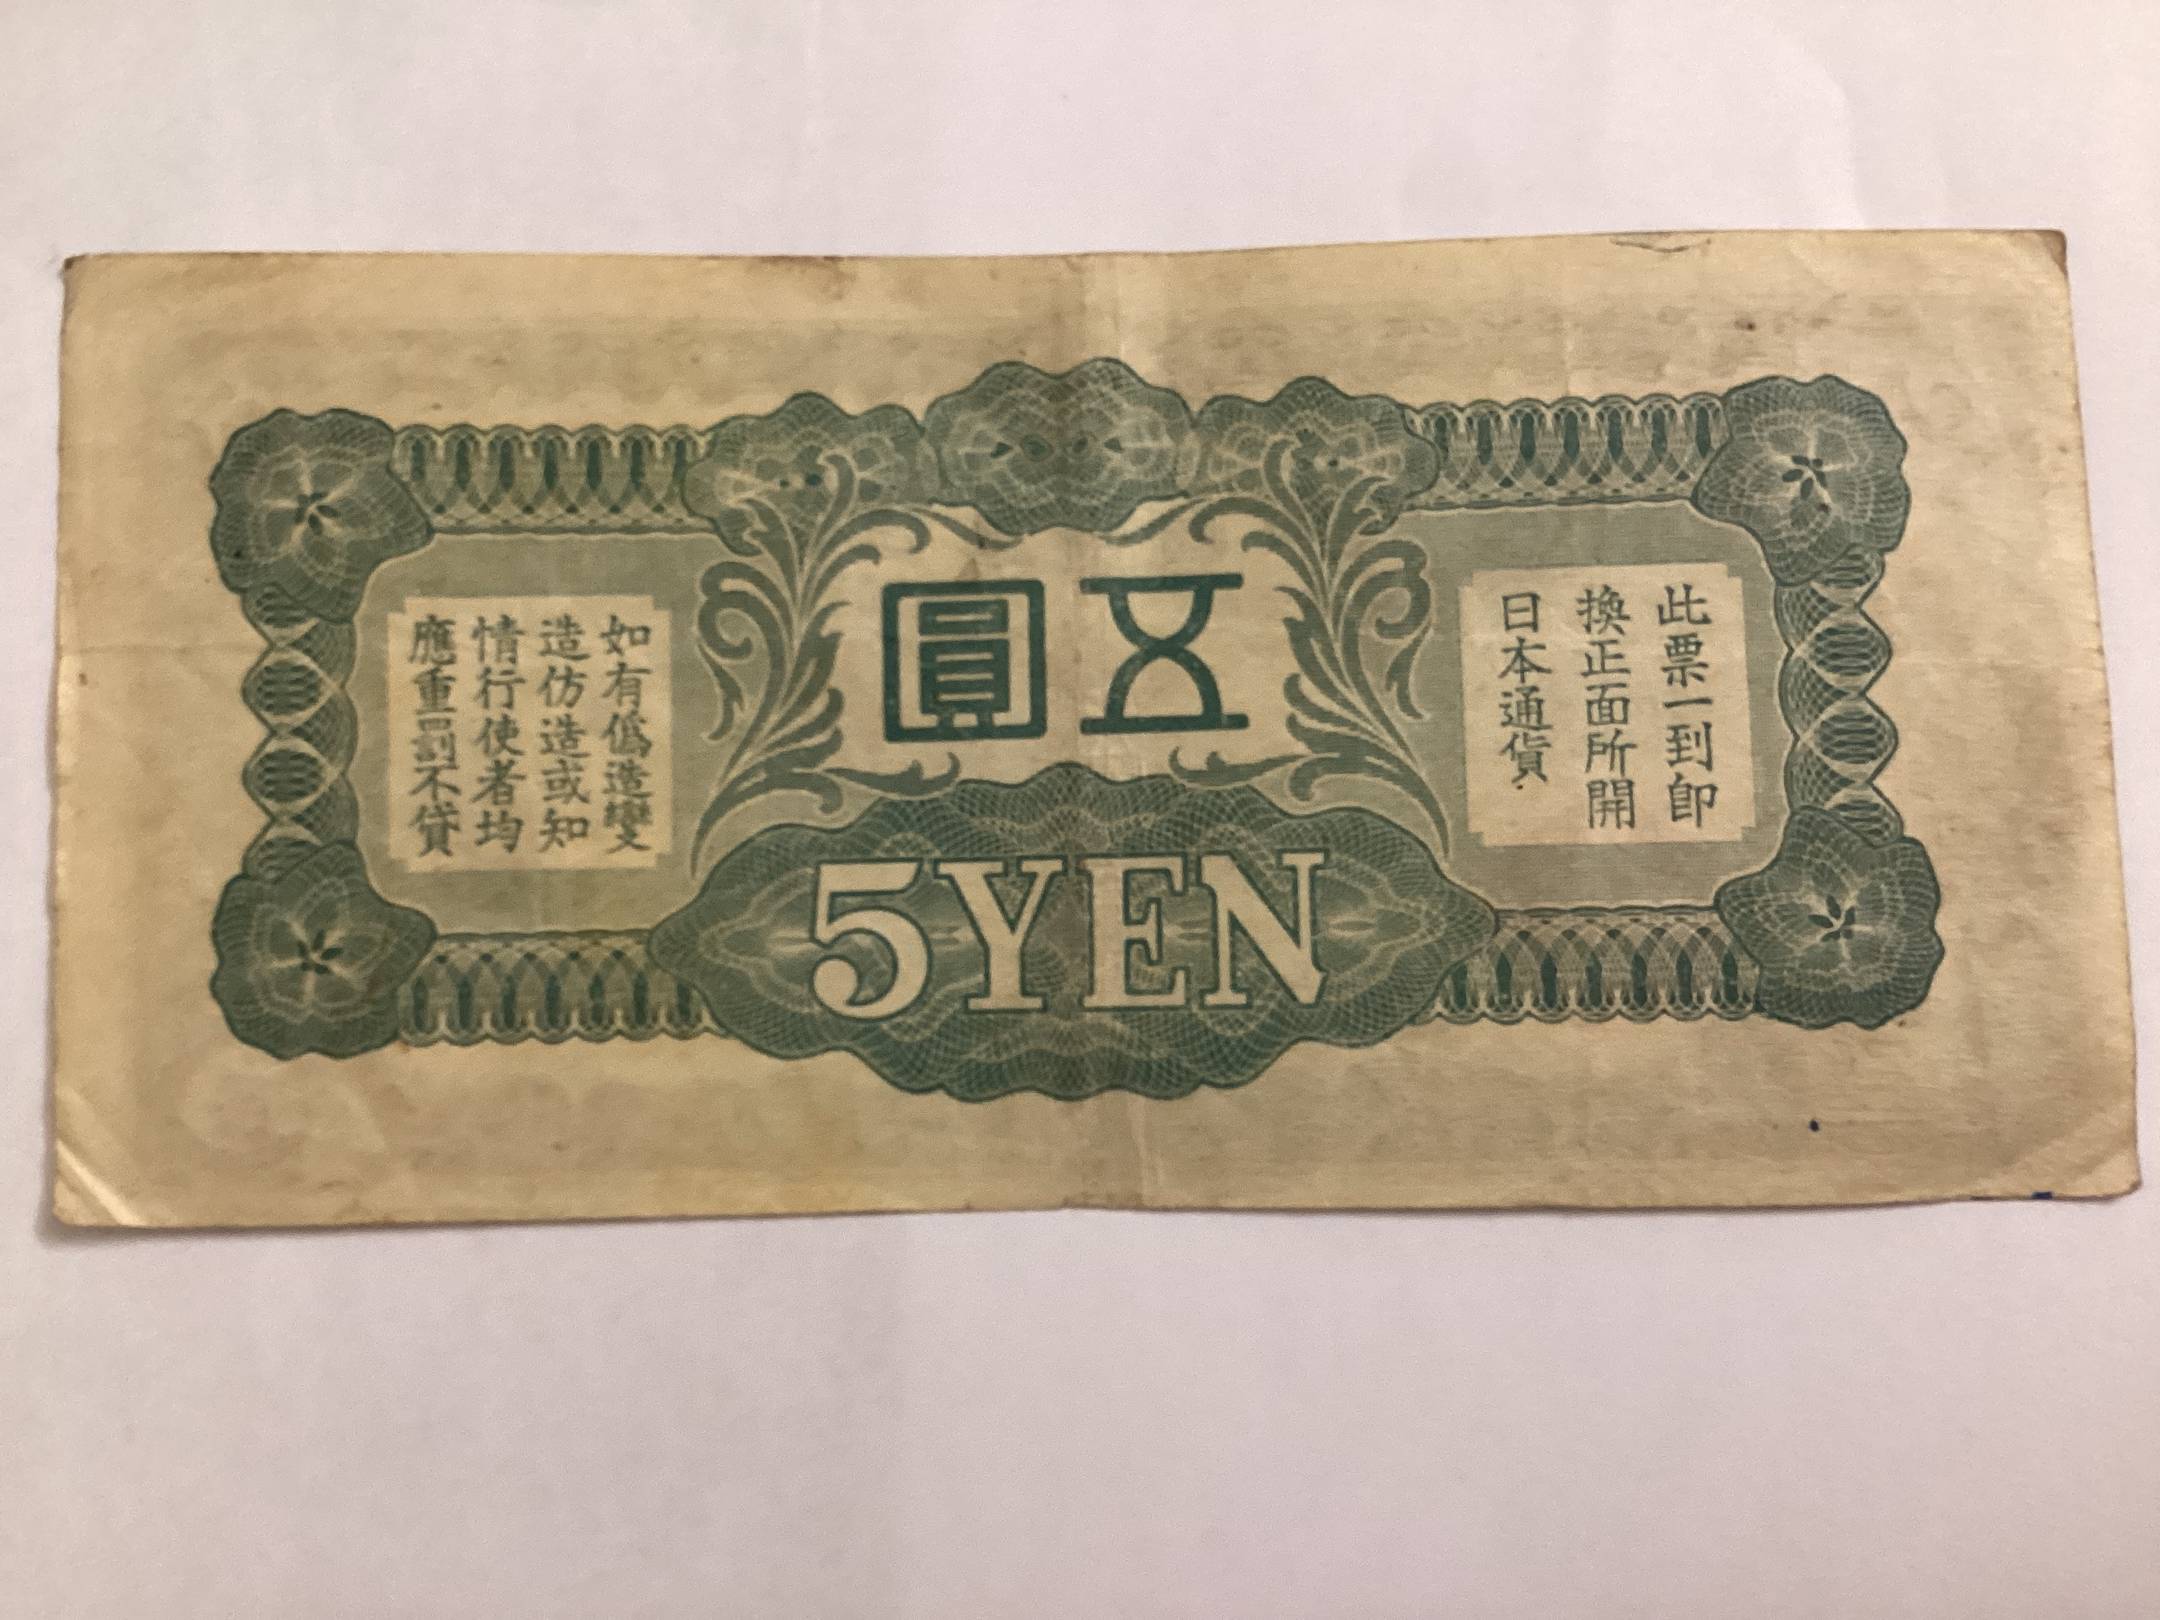 五圓
此票一到即
換正面所開
日本通貨
如有僞造變
造仿造或知
情行使者均
應重罰不貸
5YEN